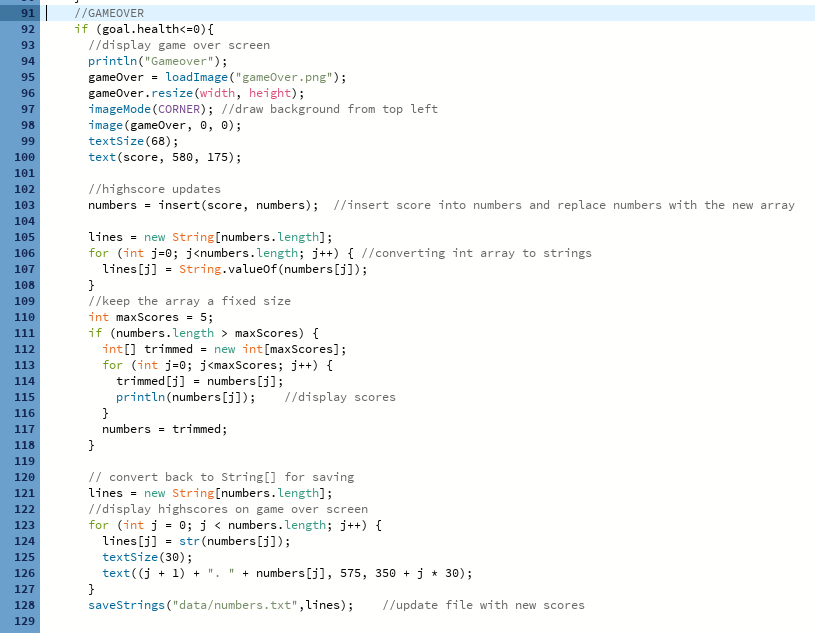 91 //GAMEOVER
92 if (goal.health<=0){
93 //display game over screen
94 println("Gameover");
95 gameOver = loadImage("gameOver.png");
96 gameOver.resize(width, height);
97 imageMode(CORNER); //draw background from top left
98 image(gameOver, 0, 0);
99 textSize(68);
100 text(score, 580, 175);
101
102 //highscore updates
103 numbers = insert(score, numbers);  //insert score into numbers and replace numbers with the new array
104
105 lines = new String[numbers.length];
106 for (int j=0; j<numbers.length; j++) { //converting int array to strings
107 lines[j] = String.valueOf(numbers[j]);
108 }
109 //keep the array a fixed size
110 int maxScores = 5;
111 if (numbers.length > maxScores) {
112 int[] trimmed = new int[maxScores];
113 for (int j=0; j<maxScores; j++) {
114 trimmed[j] = numbers[j];
115 println(numbers[j]);    //display scores
116 }
117 numbers = trimmed;
118 }
119
120 // convert back to String[] for saving
121 lines = new String[numbers.length];
122 //display highscores on game over screen
123 for (int j = 0; j < numbers.length; j++) {
124 lines[j] = str(numbers[j]);
125 textSize(30);
126 text((j + 1) + ". " + numbers[j], 575, 350 + j * 30);
127 }
128 saveStrings("data/numbers.txt",lines);    //update file with new scores
129